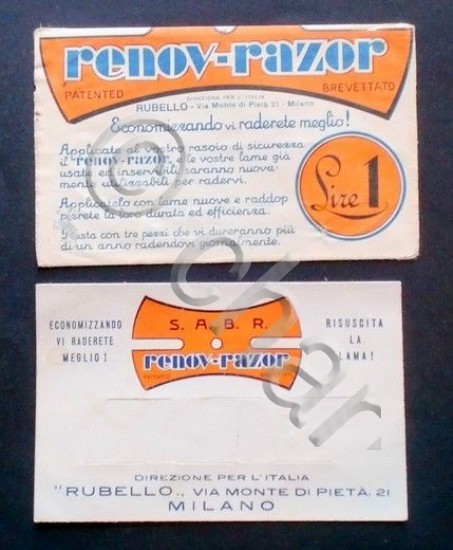 renov-razor
PATENTED BREVETTATO
DIREZIONE PER L'ITALIA
RUBELLO - Via Monte di Pietà 21 - Milano
Economizzando vi raderete meglio!
Applicate al vostro rasoio di sicurezza
il "renov-razor" e le vostre lame già
usate ed inservibili saranno nuova-
mente utilizzabili per radervi.
Applicatelo con lame nuove e raddop
pierete la loro durata ed efficienza.
Basta con tre pezzi che vi dureranno più
di un anno radendovi giornalmente.
Lire 1
ECONOMIZZANDO
VI RADERETE
MEGLIO!
S. A. B. R.
renov-razor
RISUSCITA
LA
LAMA!
DIREZIONE PER L'ITALIA
"RUBELLO., VIA MONTE DI PIETÀ, 21
MILANO
© char